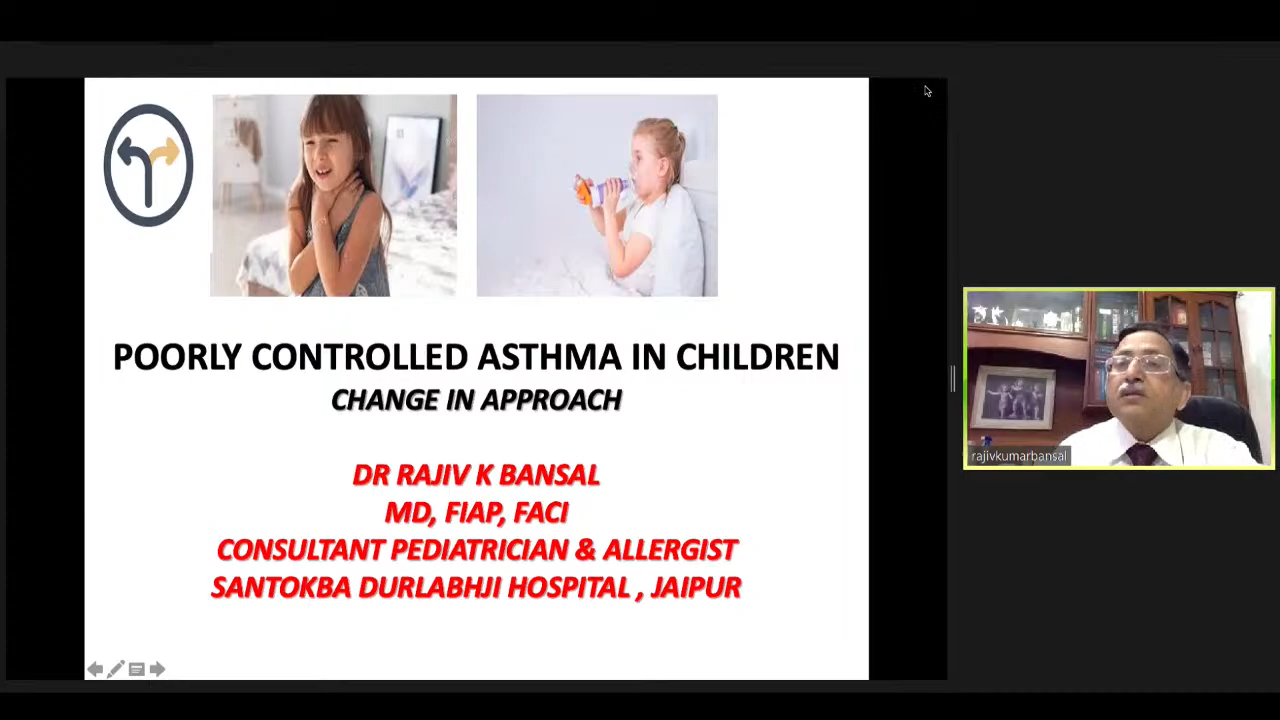 POORLY CONTROLLED ASTHMA IN CHILDREN
CHANGE IN APPROACH
DR RAJIV K BANSAL
MD, FIAP, FACI
CONSULTANT PEDIATRICIAN & ALLERGIST
SANTOKBA DURLABHJI HOSPITAL , JAIPUR
rajivkumarbansal